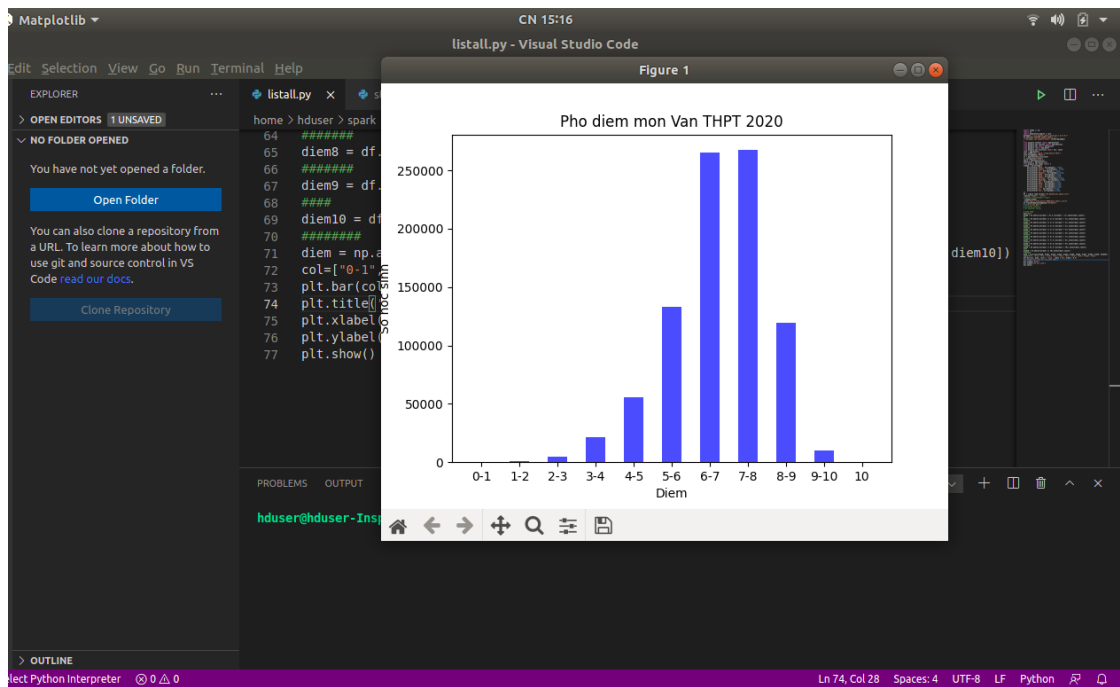 Matplotlib
CN 15:16
listall.py - Visual Studio Code
Edit Selection View Go Run Terminal Help
EXPLORER
OPEN EDITORS 1 UNSAVED
NO FOLDER OPENED
You have not yet opened a folder.
Open Folder
You can also clone a repository from
a URL. To learn more about how to
use git and source control in VS
Code read our docs.
Clone Repository
OUTLINE
listall.py
home > hduser > spark
64 #######
65 diem8 = df.
66 #######
67 diem9 = df.
68 ####
69 diem10 = df
70 ########
71 diem = np.a
diem10])
72 col=["0-1"
73 plt.bar(co
74 plt.title(
75 plt.xlabel
76 plt.ylabel(
77 plt.show()
Figure 1
Pho diem mon Van THPT 2020
So hoc sinh
250000
200000
150000
100000
50000
0
0-1 1-2 2-3 3-4 4-5 5-6 6-7 7-8 8-9 9-10 10
Diem
PROBLEMS OUTPUT
hduser@hduser-Insp
Select Python Interpreter 0 0
Ln 74, Col 28 Spaces: 4 UTF-8 LF Python